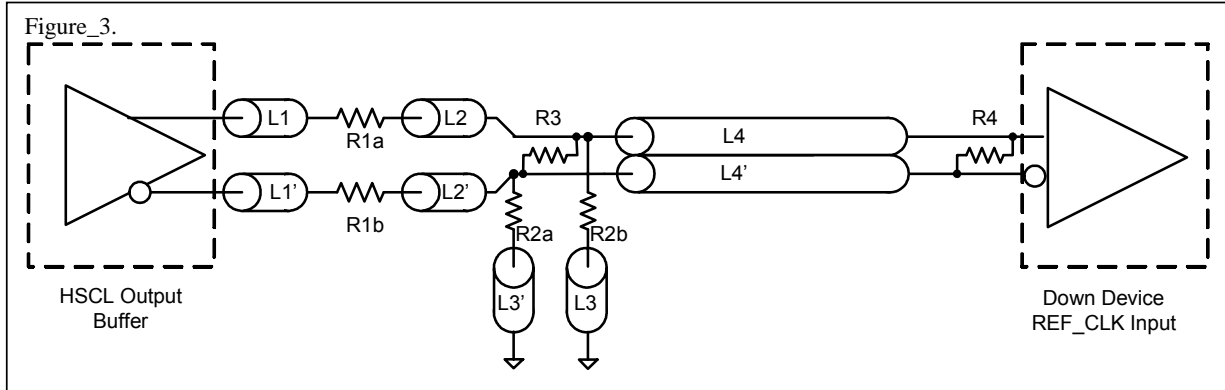 Figure_3.
L1
R1a
L2
R3
L4
R4
L1'
R1b
L2'
L4'
R2a
R2b
L3'
L3
HSCL Output
Buffer
Down Device
REF_CLK Input